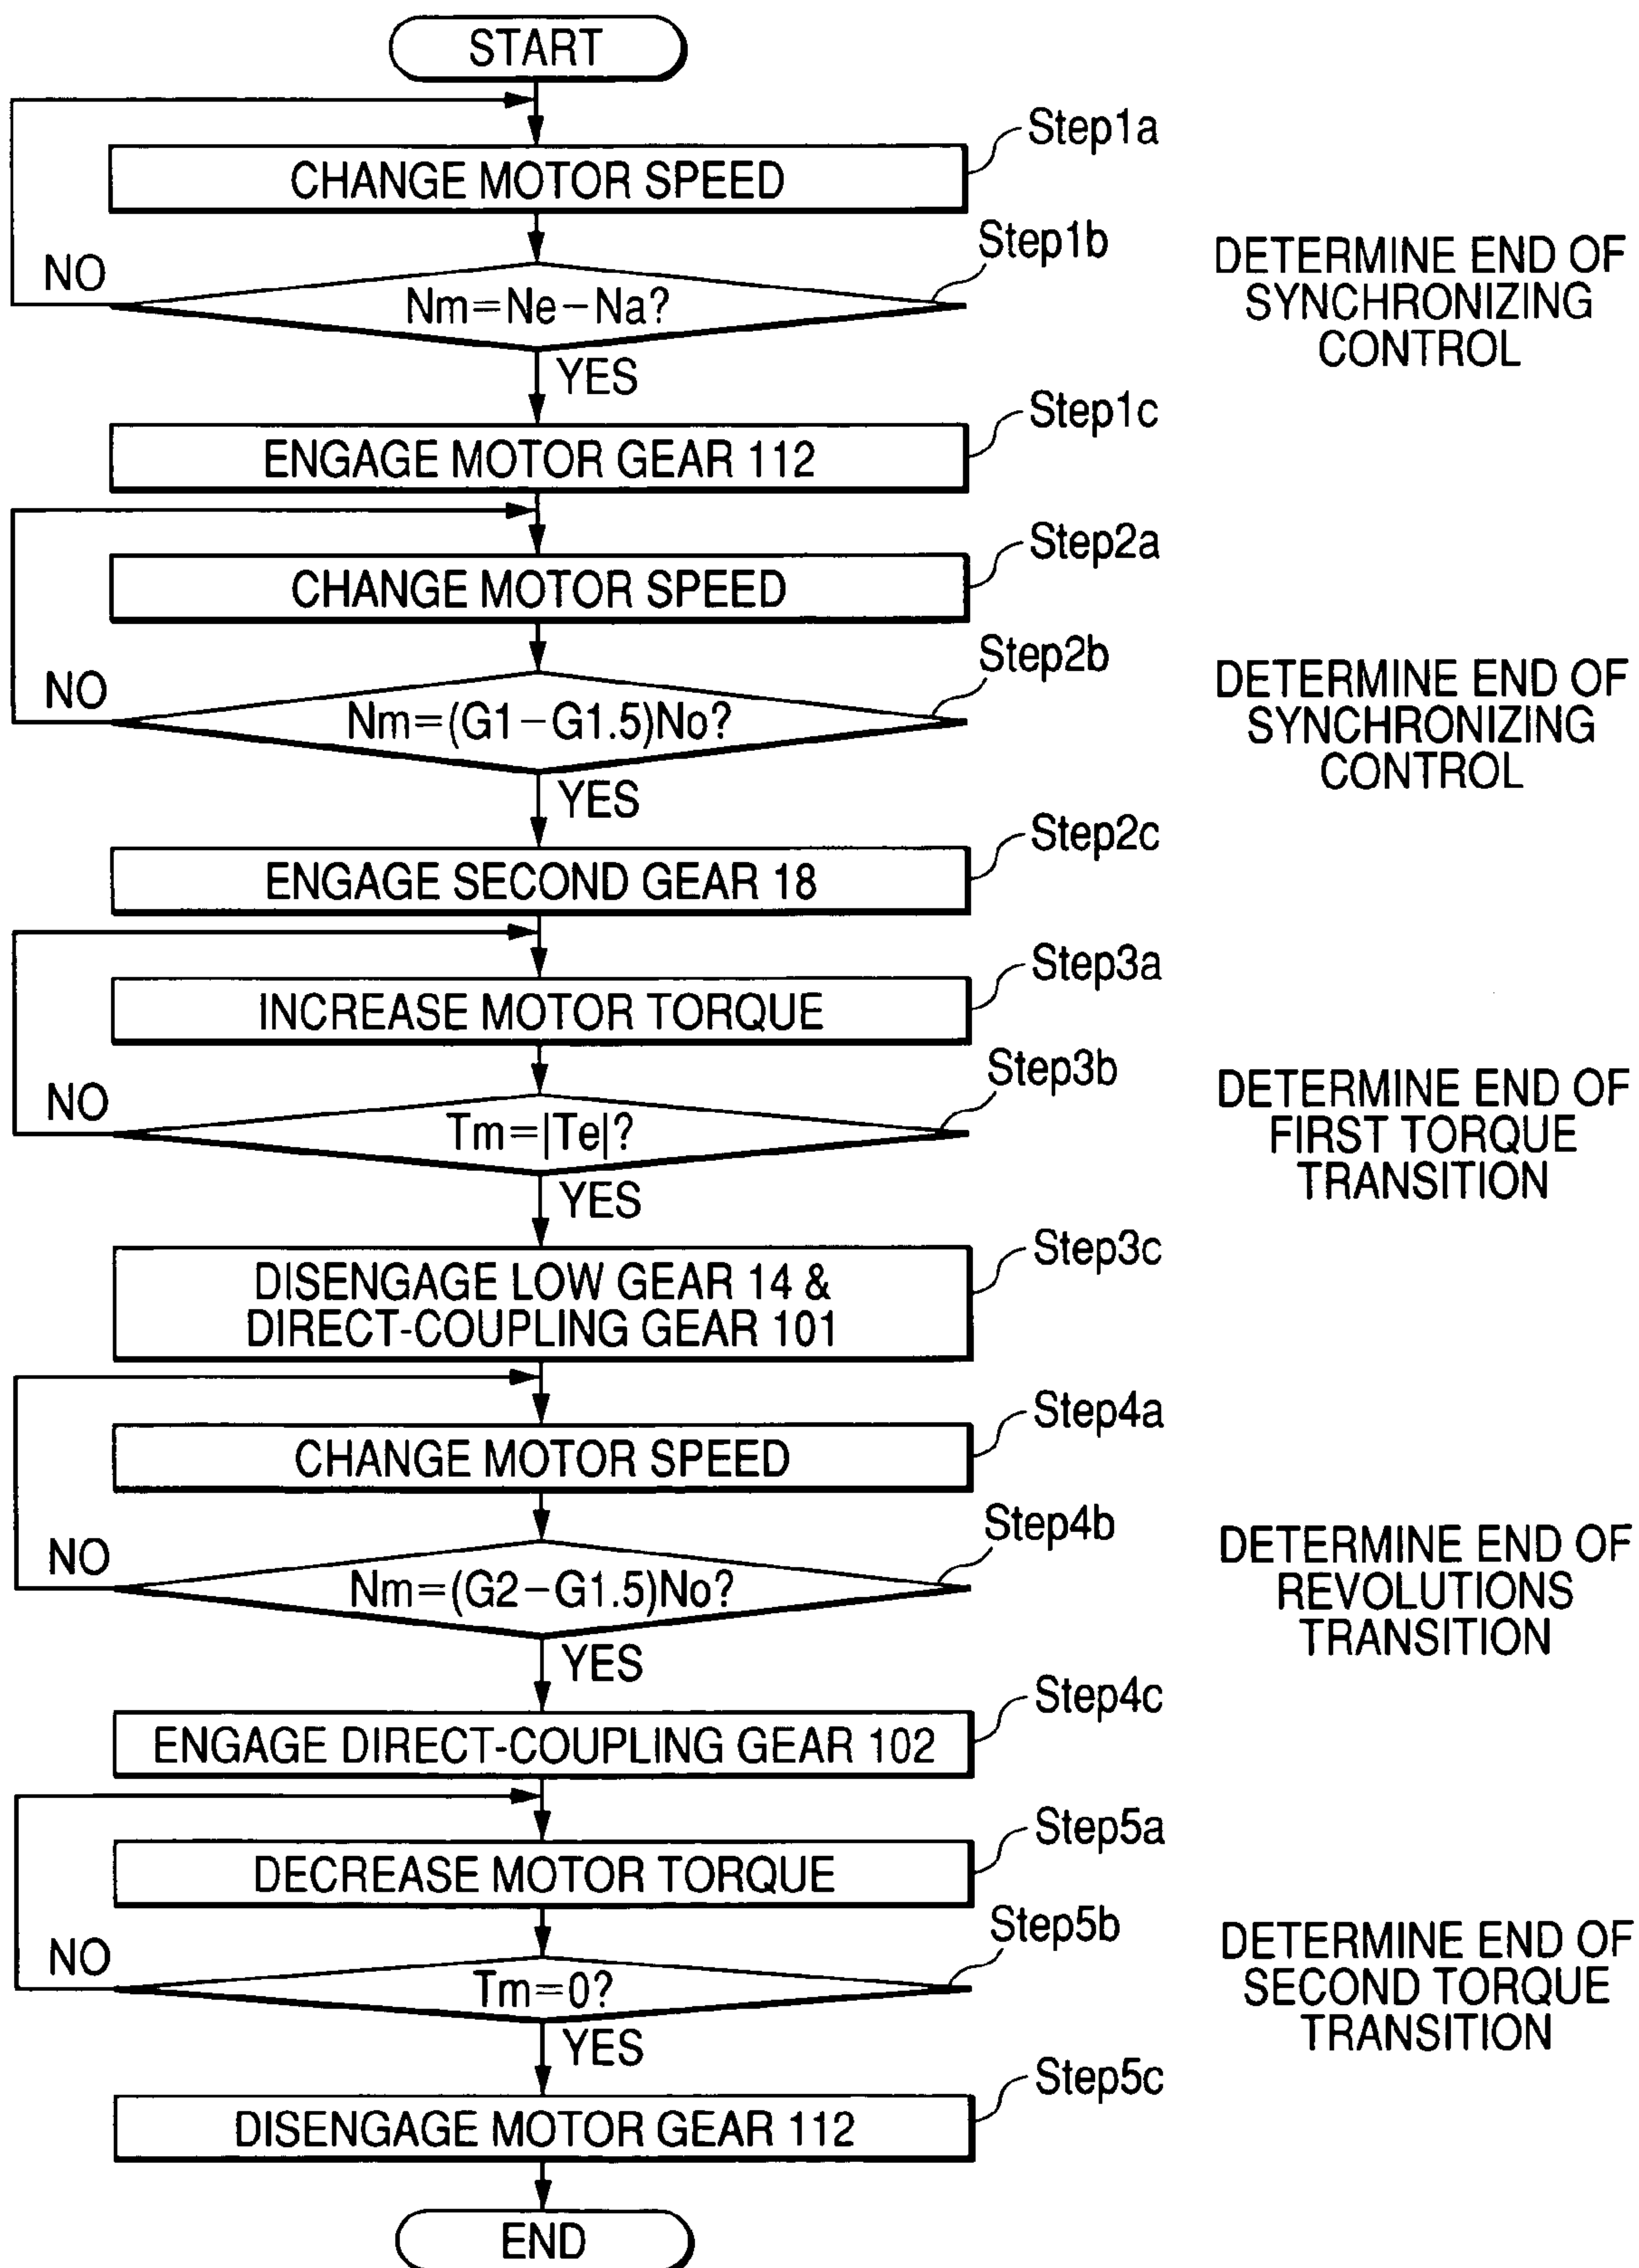 START
Step1a
CHANGE MOTOR SPEED
Step1b
NO
Nm=Ne-Na?
DETERMINE END OF
SYNCHRONIZING
CONTROL
YES
Step1c
ENGAGE MOTOR GEAR 112
Step2a
CHANGE MOTOR SPEED
Step2b
NO
Nm=(G1-G1.5)No?
DETERMINE END OF
SYNCHRONIZING
CONTROL
YES
Step2c
ENGAGE SECOND GEAR 18
Step3a
INCREASE MOTOR TORQUE
Step3b
NO
Tm=|Te|?
DETERMINE END OF
FIRST TORQUE
TRANSITION
YES
Step3c
DISENGAGE LOW GEAR 14 &
DIRECT-COUPLING GEAR 101
Step4a
CHANGE MOTOR SPEED
Step4b
NO
Nm=(G2-G1.5)No?
DETERMINE END OF
REVOLUTIONS
TRANSITION
YES
Step4c
ENGAGE DIRECT-COUPLING GEAR 102
Step5a
DECREASE MOTOR TORQUE
Step5b
NO
Tm=0?
DETERMINE END OF
SECOND TORQUE
TRANSITION
YES
Step5c
DISENGAGE MOTOR GEAR 112
END